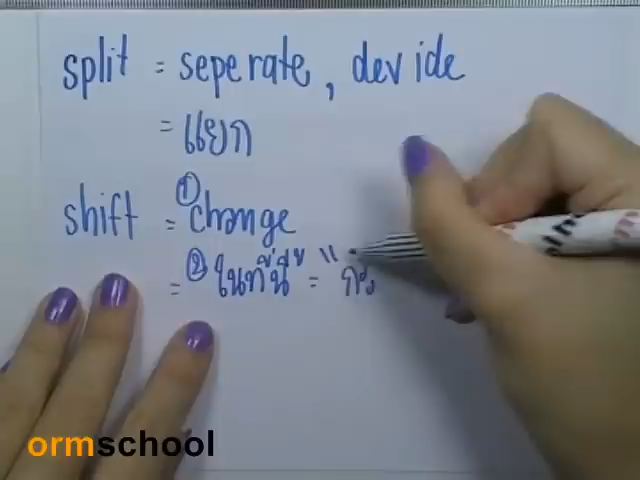 split = seperate, devide
= แยก
shift = ① change
= ② ในที่นี้ = "กะ
ormschool